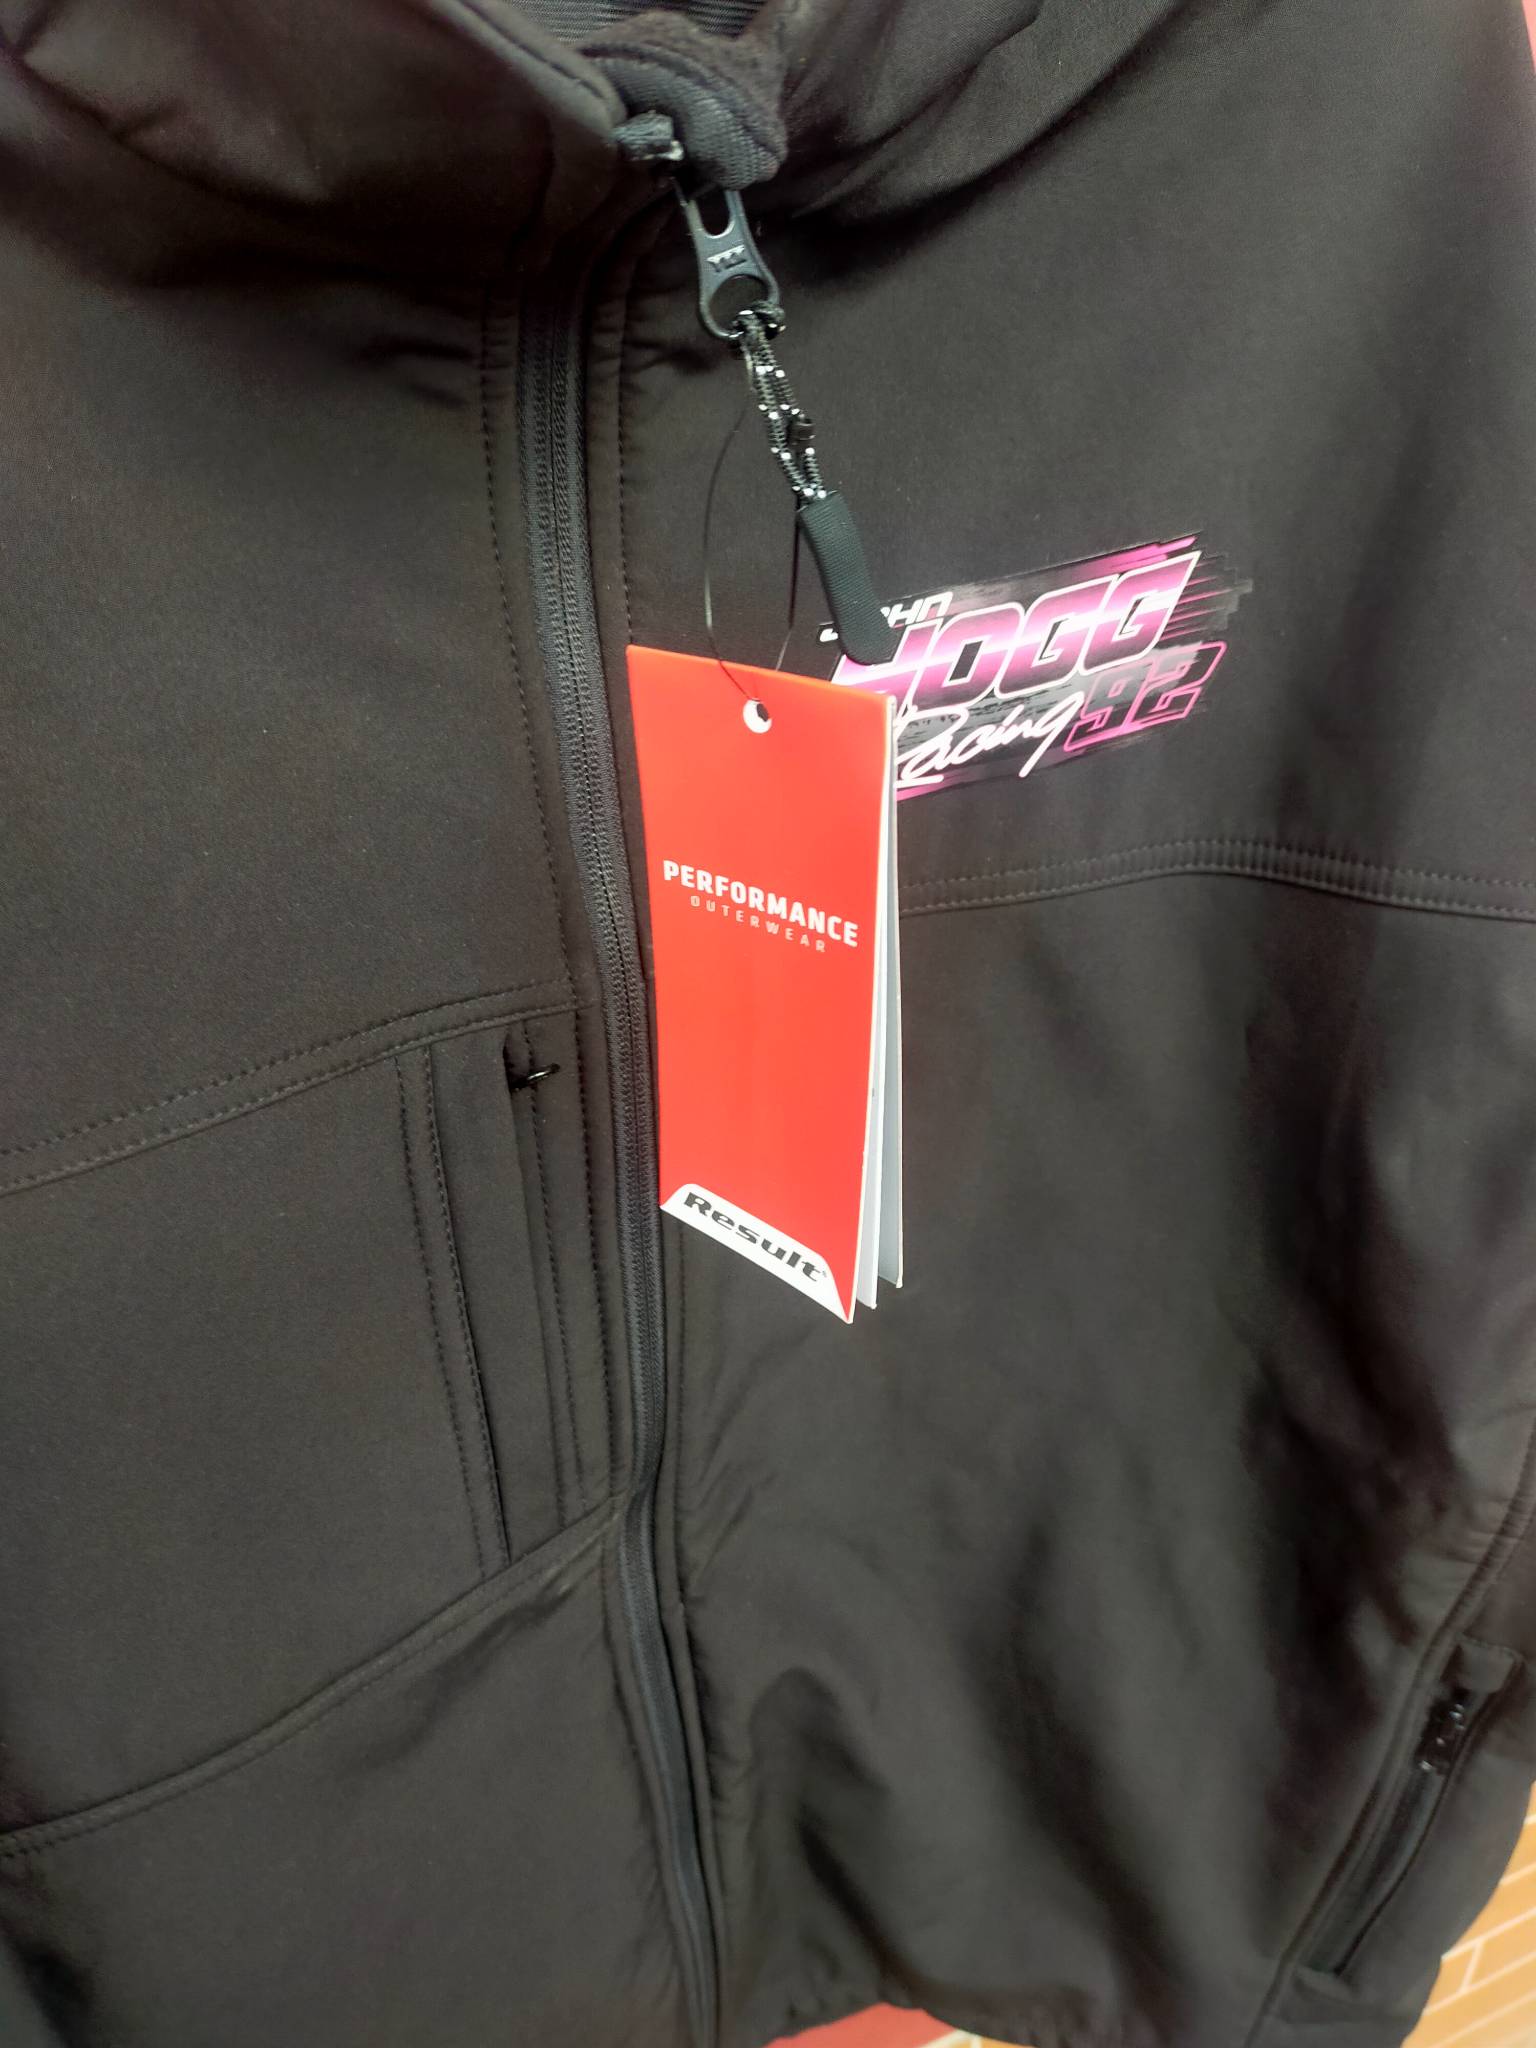 HOGG
Racing 92
PERFORMANCE
OUTERWEAR
Result